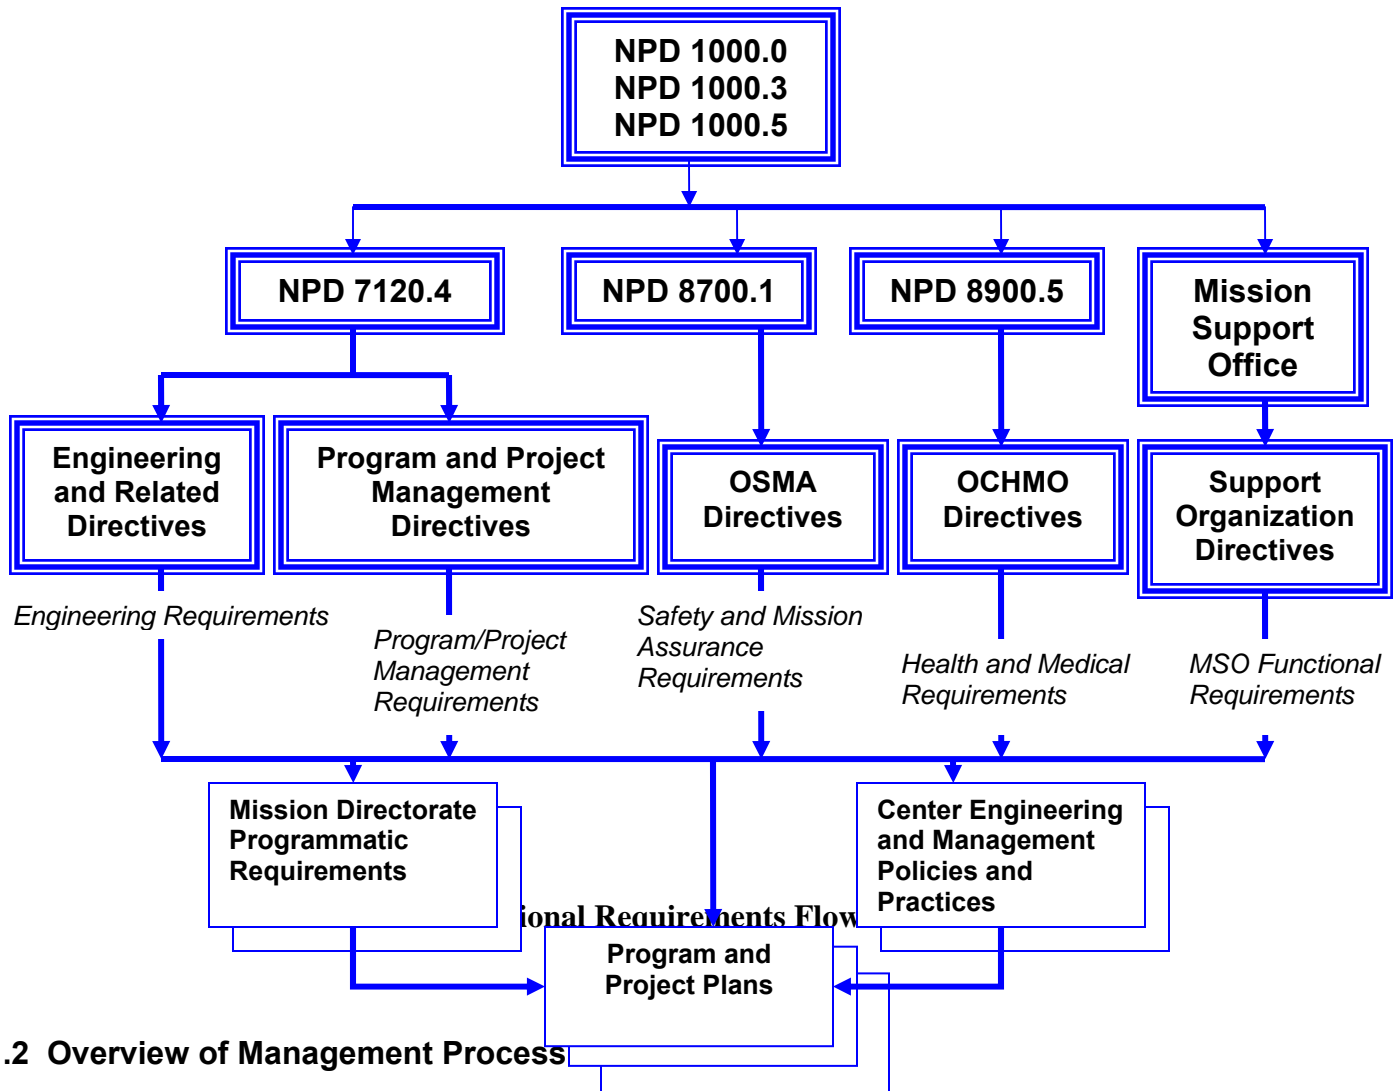 NPD 1000.0
NPD 1000.3
NPD 1000.5
NPD 7120.4
NPD 8700.1
NPD 8900.5
Mission
Support
Office
Engineering
and Related
Directives
Program and Project
Management
Directives
OSMA
Directives
OCHMO
Directives
Support
Organization
Directives
Engineering Requirements
Program/Project
Management
Requirements
Safety and Mission
Assurance
Requirements
Health and Medical
Requirements
MSO Functional
Requirements
Mission Directorate
Programmatic
Requirements
Center Engineering
and Management
Policies and
Practices
ional Requirements Flow
Program and
Project Plans
.2 Overview of Management Process